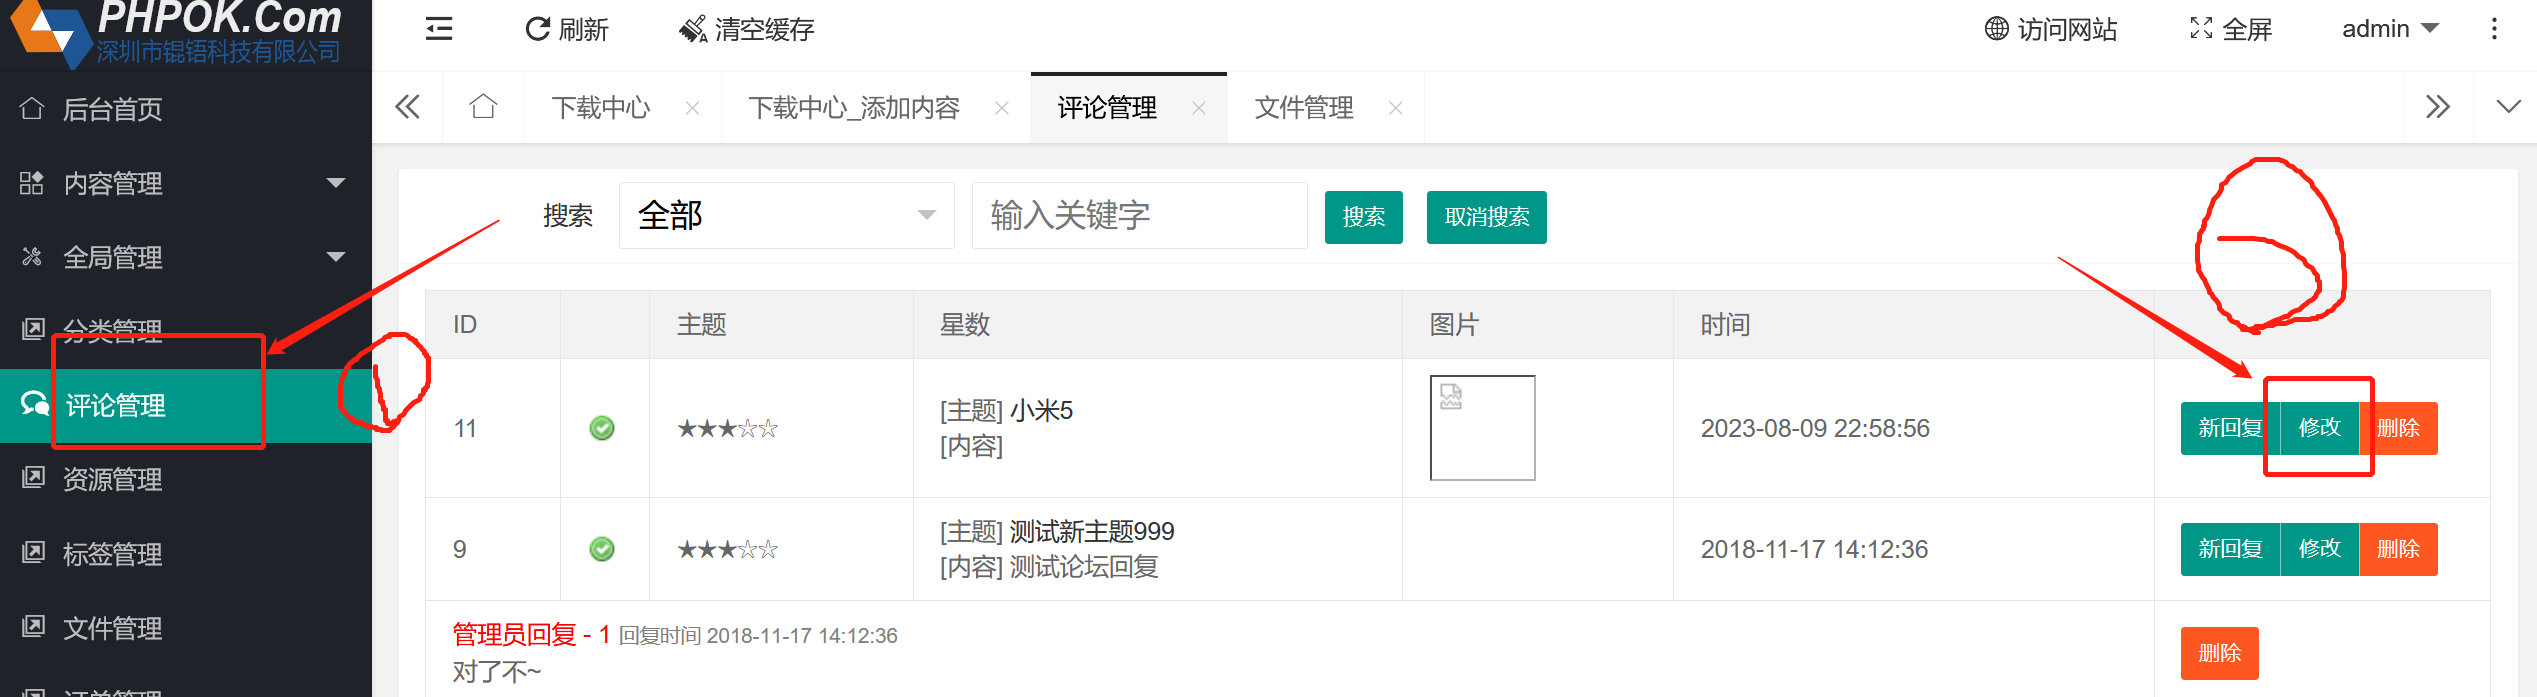 PHPOK.Com
深圳市锟铻科技有限公司
刷新
清空缓存
访问网站
全屏
admin
后台首页
内容管理
全局管理
分类管理
评论管理
资源管理
标签管理
文件管理
订单管理
下载中心
下载中心_添加内容
评论管理
文件管理
搜索 全部 输入关键字 搜索 取消搜索
ID 主题 星数 图片 时间
11 ★★★☆☆ [主题] 小米5
[内容]
2023-08-09 22:58:56 新回复 修改 删除
9 ★★★☆☆ [主题] 测试新主题999
[内容] 测试论坛回复
2018-11-17 14:12:36 新回复 修改 删除
管理员回复 - 1 回复时间 2018-11-17 14:12:36
对了不~
删除